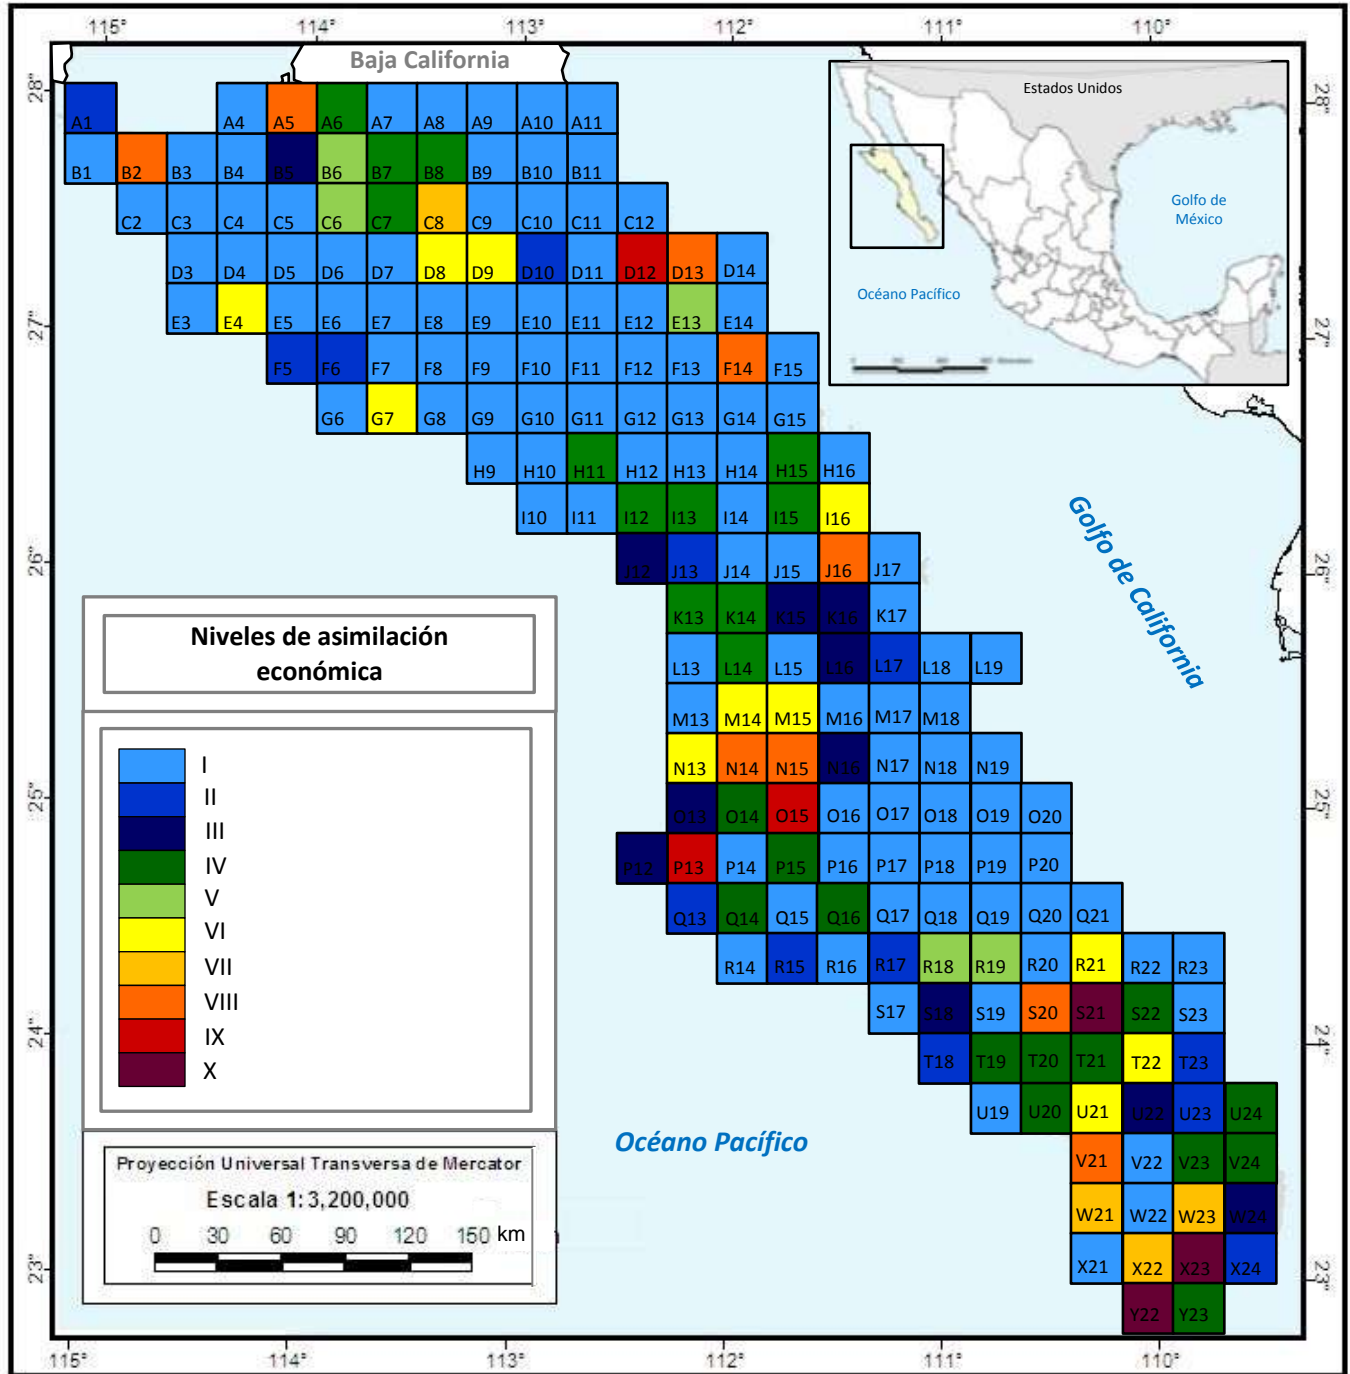 115° 114° 113° 112° 111° 110°
Baja California
28°
28°
Estados Unidos
Golfo de
México
Océano Pacífico
A1 A4 A5 A6 A7 A8 A9 A10 A11
B1 B2 B3 B4 B5 B6 B7 B8 B9 B10 B11
C2 C3 C4 C5 C6 C7 C8 C9 C10 C11 C12
D3 D4 D5 D6 D7 D8 D9 D10 D11 D12 D13 D14
E3 E4 E5 E6 E7 E8 E9 E10 E11 E12 E13 E14
27°
27°
F5 F6 F7 F8 F9 F10 F11 F12 F13 F14 F15
G6 G7 G8 G9 G10 G11 G12 G13 G14 G15
H9 H10 H11 H12 H13 H14 H15 H16
I10 I11 I12 I13 I14 I15 I16
Golfo de California
26°
26°
J12 J13 J14 J15 J16 J17
K13 K14 K15 K16 K17
L13 L14 L15 L16 L17 L18 L19
M13 M14 M15 M16 M17 M18
N13 N14 N15 N16 N17 N18 N19
25°
25°
O13 O14 O15 O16 O17 O18 O19 O20
P12 P13 P14 P15 P16 P17 P18 P19 P20
Q13 Q14 Q15 Q16 Q17 Q18 Q19 Q20 Q21
R14 R15 R16 R17 R18 R19 R20 R21 R22 R23
S17 S18 S19 S20 S21 S22 S23
24°
24°
T18 T19 T20 T21 T22 T23
U19 U20 U21 U22 U23 U24
V21 V22 V23 V24
W21 W22 W23 W24
X21 X22 X23 X24
23°
23°
Y22 Y23
Océano Pacífico
Niveles de asimilación
económica
I
II
III
IV
V
VI
VII
VIII
IX
X
Proyección Universal Transversa de Mercator
Escala 1:3,200,000
0 30 60 90 120 150 km
115° 114° 113° 112° 111° 110°